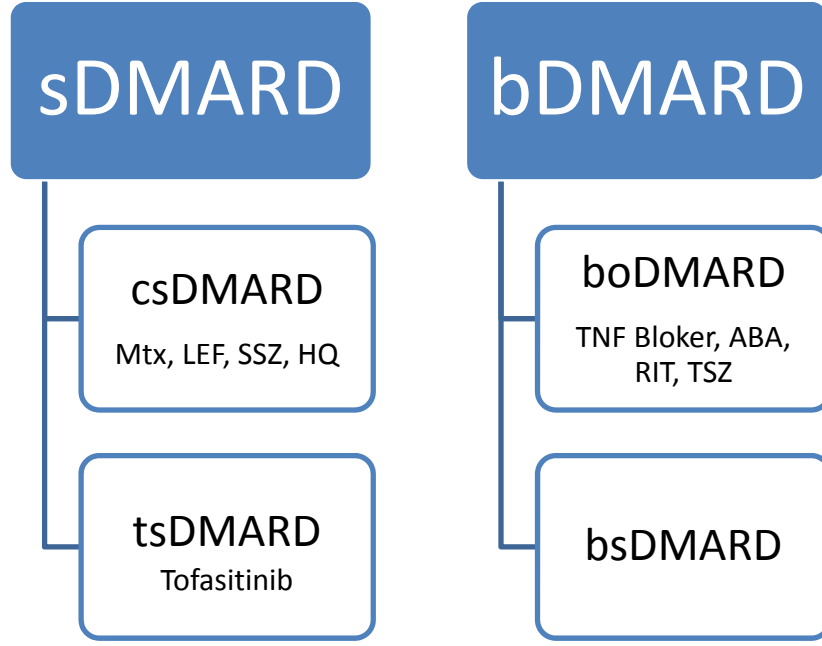 sDMARD
csDMARD
Mtx, LEF, SSZ, HQ
tsDMARD
Tofasitinib
bDMARD
boDMARD
TNF Bloker, ABA,
RIT, TSZ
bsDMARD